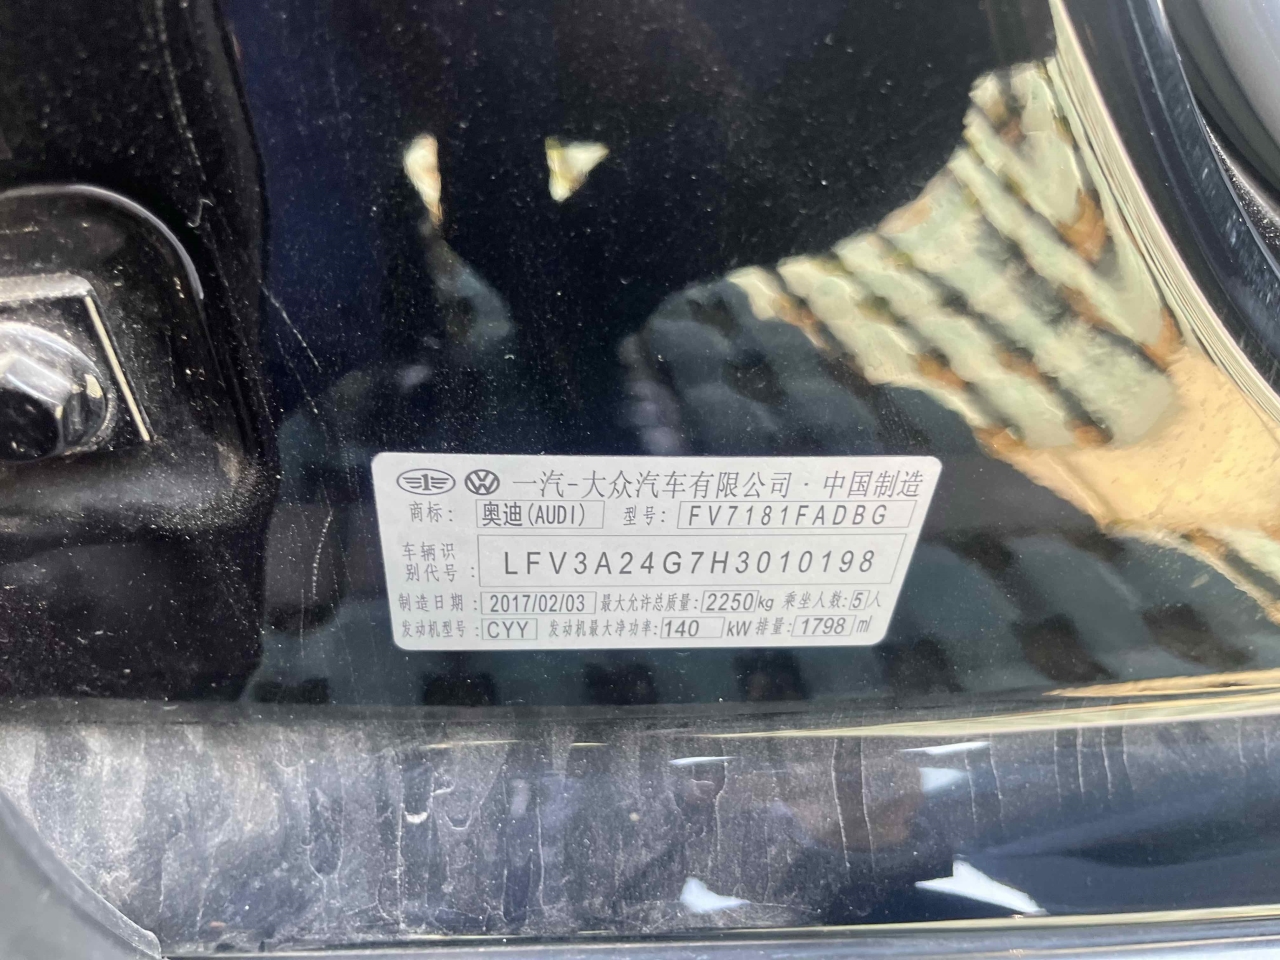 一汽-大众汽车有限公司·中国制造
商标: 奥迪(AUDI) 型号: FV7181FADBG
车辆识别代号: LFV3A24G7H3010198
制造日期: 2017/02/03 最大允许总质量: 2250kg 乘坐人数: 5人
发动机型号: CYY 发动机最大净功率: 140 kW 排量: 1798 ml